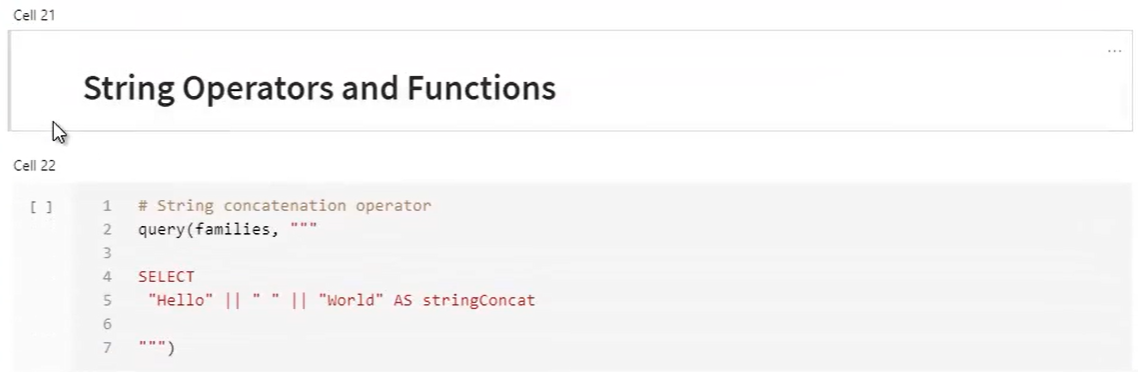 Cell 21
...
String Operators and Functions
Cell 22
[ ]
1 # String concatenation operator
2 query(families, """
3
4 SELECT
5 "Hello" || " " || "World" AS stringConcat
6
7 """)